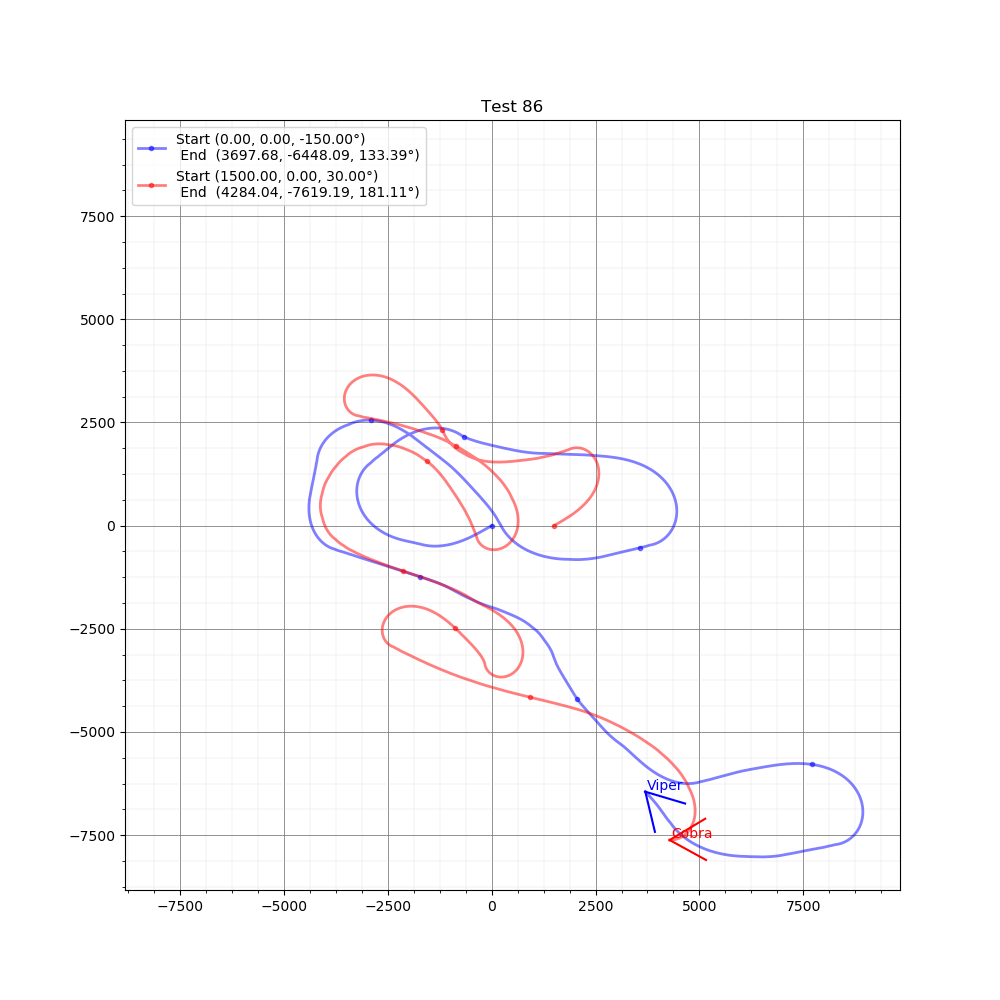 Test 86
Start (0.00, 0.00, -150.00°)
End  (3697.68, -6448.09, 133.39°)
Start (1500.00, 0.00, 30.00°)
End  (4284.04, -7619.19, 181.11°)
7500
5000
2500
0
−2500
−5000
−7500
Viper
Cobra
−7500 −5000 −2500 0 2500 5000 7500